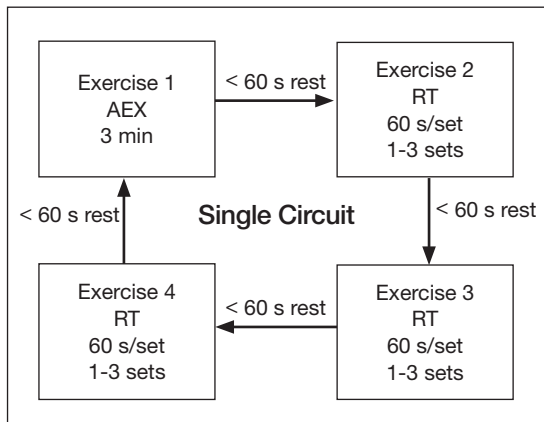 Exercise 1
AEX
3 min
< 60 s rest
Exercise 2
RT
60 s/set
1-3 sets
< 60 s rest
Single Circuit
< 60 s rest
Exercise 4
RT
60 s/set
1-3 sets
< 60 s rest
Exercise 3
RT
60 s/set
1-3 sets